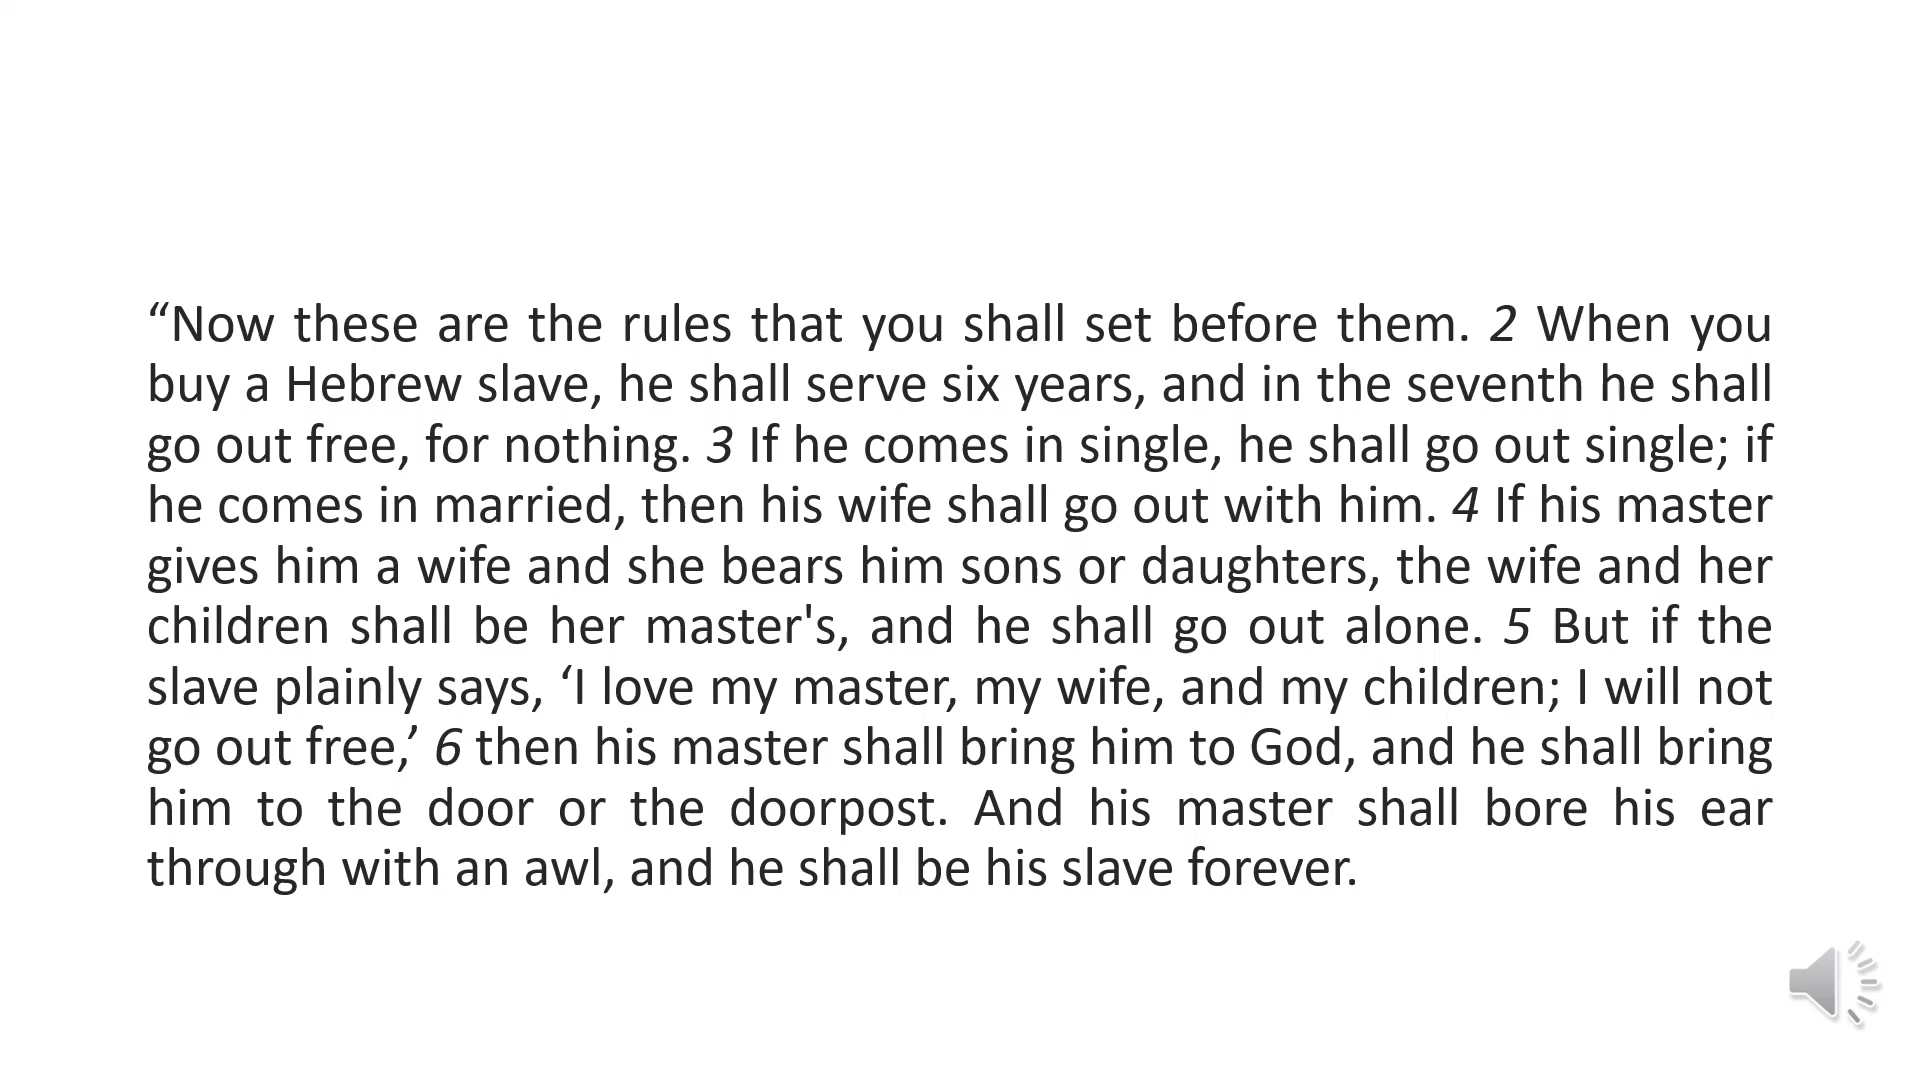 “Now these are the rules that you shall set before them. 2 When you
buy a Hebrew slave, he shall serve six years, and in the seventh he shall
go out free, for nothing. 3 If he comes in single, he shall go out single; if
he comes in married, then his wife shall go out with him. 4 If his master
gives him a wife and she bears him sons or daughters, the wife and her
children shall be her master's, and he shall go out alone. 5 But if the
slave plainly says, ‘I love my master, my wife, and my children; I will not
go out free,’ 6 then his master shall bring him to God, and he shall bring
him to the door or the doorpost. And his master shall bore his ear
through with an awl, and he shall be his slave forever.